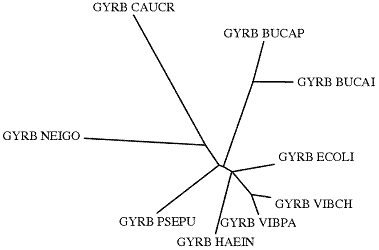 GYRB CAUCR
GYRB BUCAP
GYRB BUCAI
GYRB NEIGO
GYRB ECOLI
GYRB VIBCH
GYRB PSEPU
GYRB VIBPA
GYRB HAEIN